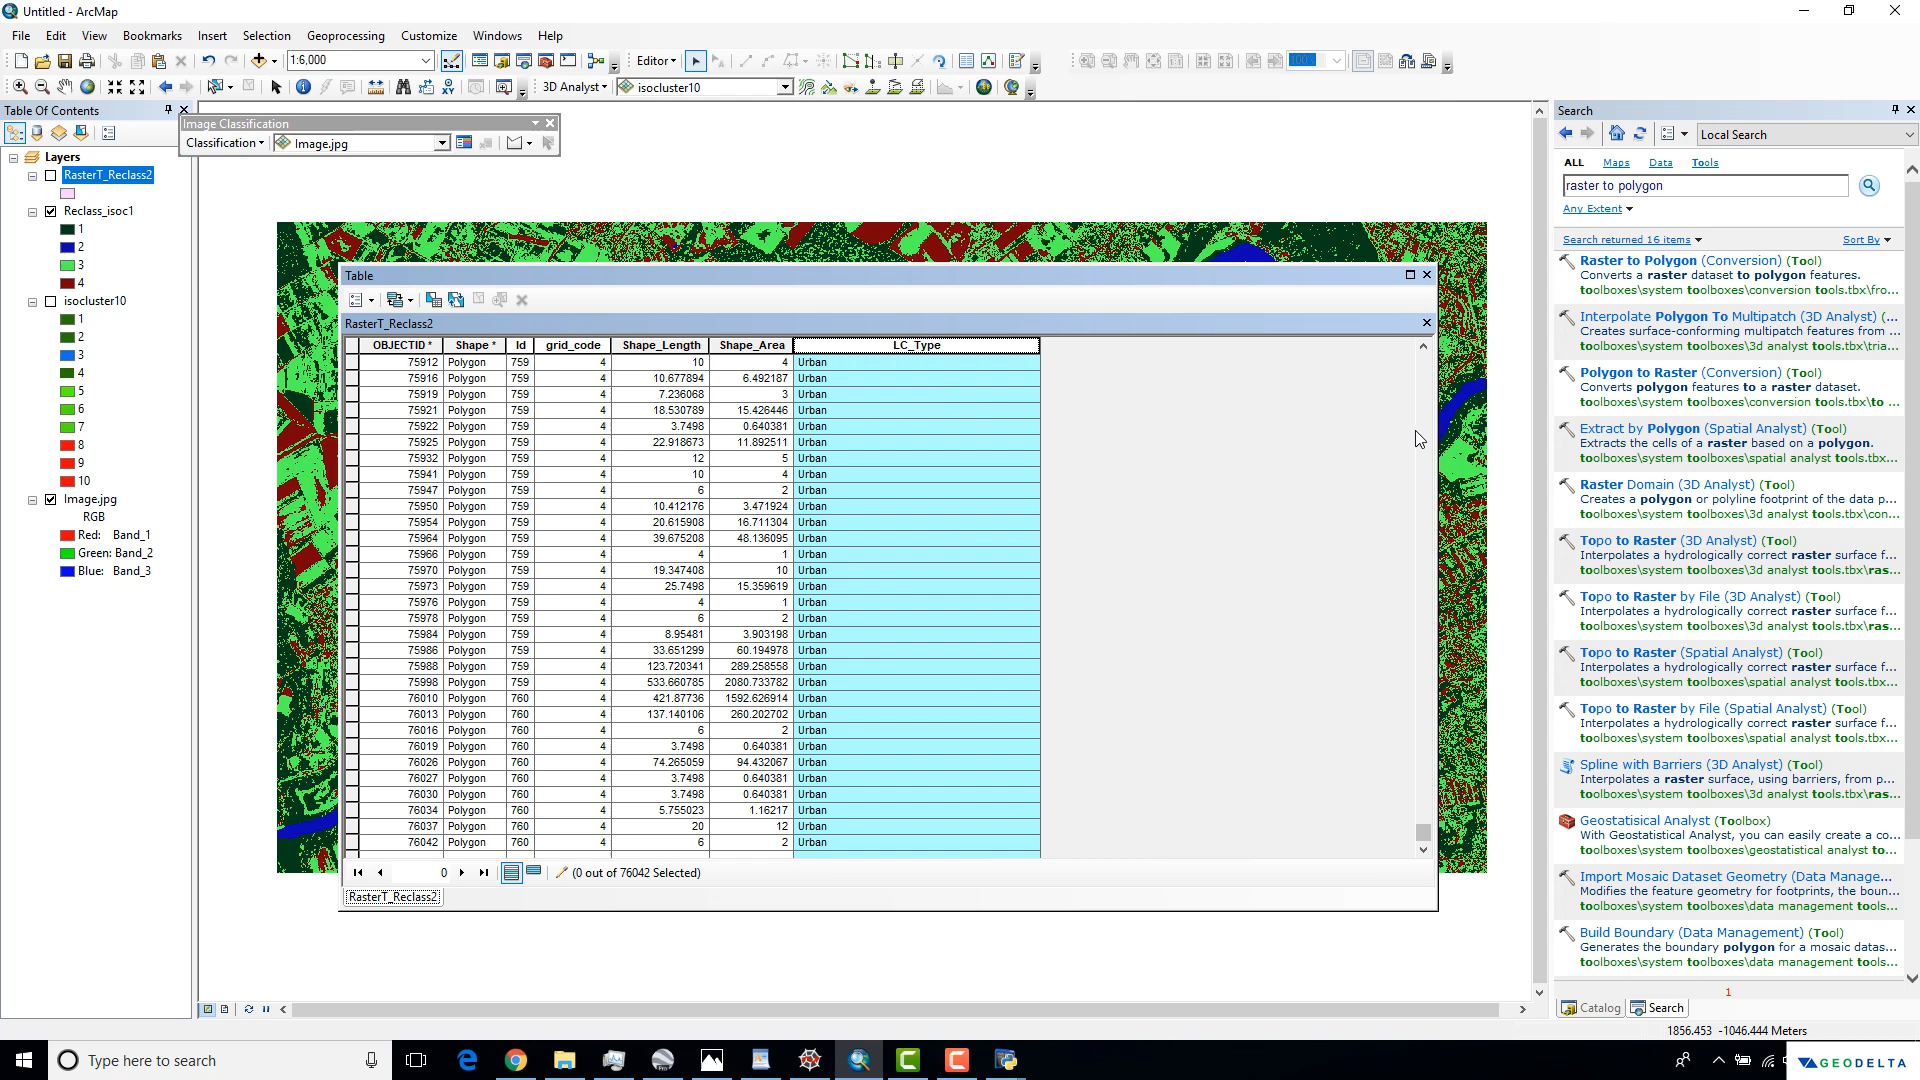 Untitled - ArcMap
File Edit View Bookmarks Insert Selection Geoprocessing Customize Windows Help
1:6,000 Editor 100%
3D Analyst isocluster10
Table Of Contents
Layers
RasterT_Reclass2
Reclass_isoc1
1
2
3
4
isocluster10
1
2
3
4
5
6
7
8
9
10
Image.jpg
RGB
Red: Band_1
Green: Band_2
Blue: Band_3
Image Classification
Classification Image.jpg
Table
RasterT_Reclass2
OBJECTID * Shape * Id grid_code Shape_Length Shape_Area LC_Type
75912 Polygon 759 4 10 4 Urban
75916 Polygon 759 4 10.677894 6.492187 Urban
75919 Polygon 759 4 7.236068 3 Urban
75921 Polygon 759 4 18.530789 15.426446 Urban
75922 Polygon 759 4 3.7498 0.640381 Urban
75925 Polygon 759 4 22.918673 11.892511 Urban
75932 Polygon 759 4 12 5 Urban
75941 Polygon 759 4 10 4 Urban
75947 Polygon 759 4 6 2 Urban
75950 Polygon 759 4 10.412176 3.471924 Urban
75954 Polygon 759 4 20.615908 16.711304 Urban
75964 Polygon 759 4 39.675208 48.136095 Urban
75966 Polygon 759 4 4 1 Urban
75970 Polygon 759 4 19.347408 10 Urban
75973 Polygon 759 4 25.7498 15.359619 Urban
75976 Polygon 759 4 4 1 Urban
75978 Polygon 759 4 6 2 Urban
75984 Polygon 759 4 8.95481 3.903198 Urban
75986 Polygon 759 4 33.651299 60.194978 Urban
75988 Polygon 759 4 123.720341 289.258558 Urban
75998 Polygon 759 4 533.660785 2080.733782 Urban
76010 Polygon 760 4 421.87736 1592.626914 Urban
76013 Polygon 760 4 137.140106 260.202702 Urban
76016 Polygon 760 4 6 2 Urban
76019 Polygon 760 4 3.7498 0.640381 Urban
76026 Polygon 760 4 74.265059 94.432067 Urban
76027 Polygon 760 4 3.7498 0.640381 Urban
76030 Polygon 760 4 3.7498 0.640381 Urban
76034 Polygon 760 4 5.755023 1.16217 Urban
76037 Polygon 760 4 20 12 Urban
76042 Polygon 760 4 6 2 Urban
0 (0 out of 76042 Selected)
RasterT_Reclass2
Search
Local Search
ALL Maps Data Tools
raster to polygon
Any Extent
Search returned 16 items Sort By
Raster to Polygon (Conversion) (Tool)
Converts a raster dataset to polygon features.
toolboxes\system toolboxes\conversion tools.tbx\fro...
Interpolate Polygon To Multipatch (3D Analyst) (...
Creates surface-conforming multipatch features from ...
toolboxes\system toolboxes\3d analyst tools.tbx\tria...
Polygon to Raster (Conversion) (Tool)
Converts polygon features to a raster dataset.
toolboxes\system toolboxes\conversion tools.tbx\to ...
Extract by Polygon (Spatial Analyst) (Tool)
Extracts the cells of a raster based on a polygon.
toolboxes\system toolboxes\spatial analyst tools.tbx...
Raster Domain (3D Analyst) (Tool)
Creates a polygon or polyline footprint of the data p...
toolboxes\system toolboxes\3d analyst tools.tbx\con...
Topo to Raster (3D Analyst) (Tool)
Interpolates a hydrologically correct raster surface f...
toolboxes\system toolboxes\3d analyst tools.tbx\ras...
Topo to Raster by File (3D Analyst) (Tool)
Interpolates a hydrologically correct raster surface f...
toolboxes\system toolboxes\3d analyst tools.tbx\ras...
Topo to Raster (Spatial Analyst) (Tool)
Interpolates a hydrologically correct raster surface f...
toolboxes\system toolboxes\spatial analyst tools.tbx...
Topo to Raster by File (Spatial Analyst) (Tool)
Interpolates a hydrologically correct raster surface f...
toolboxes\system toolboxes\spatial analyst tools.tbx...
Spline with Barriers (3D Analyst) (Tool)
Interpolates a raster surface, using barriers, from p...
toolboxes\system toolboxes\3d analyst tools.tbx\ras...
Geostatisical Analyst (Toolbox)
With Geostatistical Analyst, you can easily create a co...
toolboxes\system toolboxes\geostatistical analyst to...
Import Mosaic Dataset Geometry (Data Manage...
Modifies the feature geometry for footprints, the boun...
toolboxes\system toolboxes\data management tools...
Build Boundary (Data Management) (Tool)
Generates the boundary polygon for a mosaic datas...
toolboxes\system toolboxes\data management tools...
1
Catalog Search
1856.453 -1046.444 Meters
Type here to search
GEODELTA